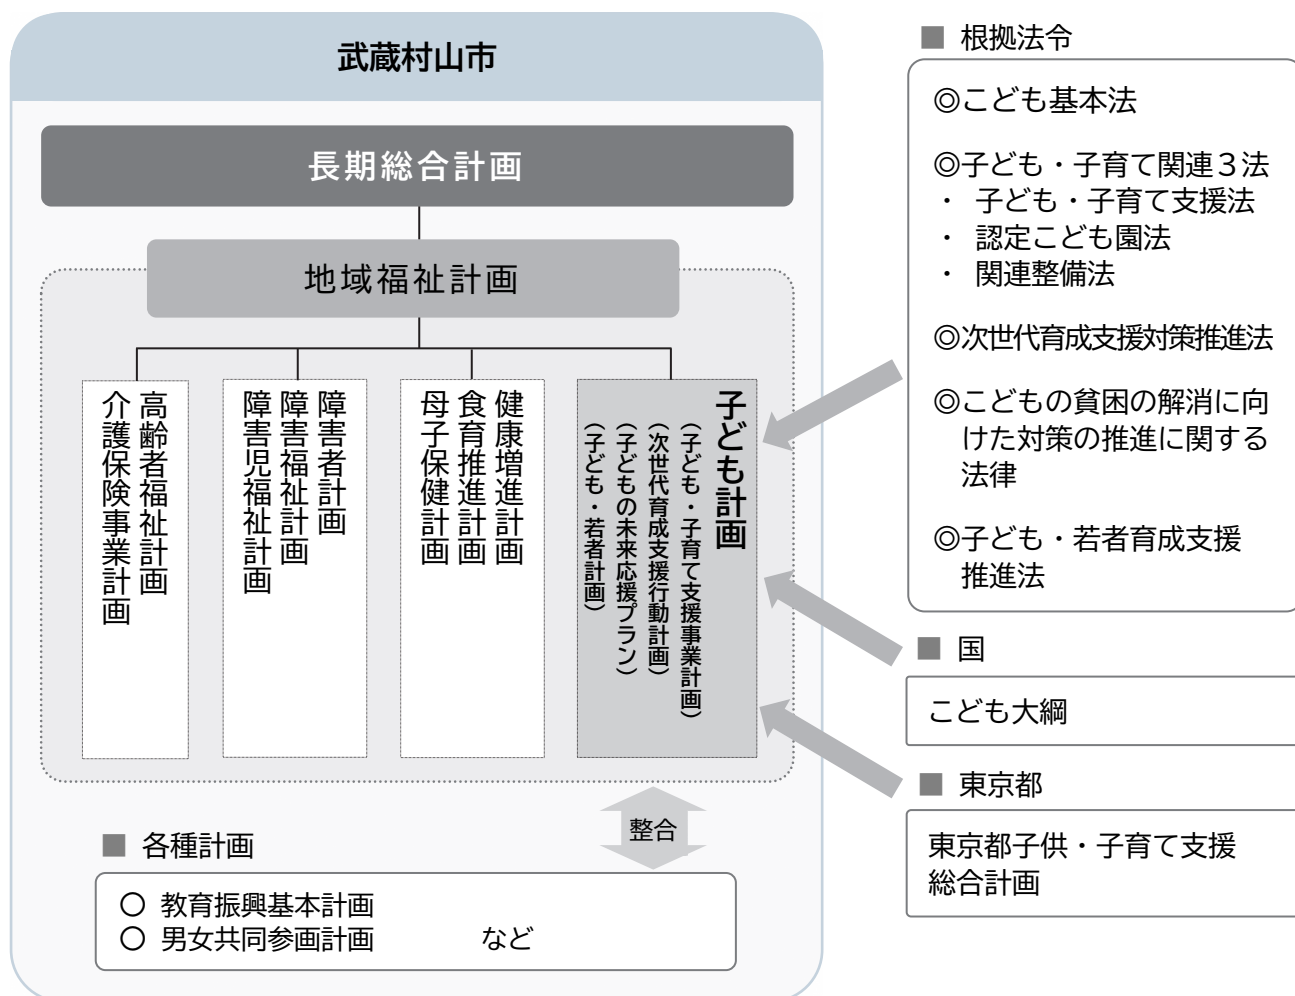 武蔵村山市
長期総合計画
地域福祉計画
子ども計画
（子ども・子育て支援事業計画）
（次世代育成支援行動計画）
（子どもの未来応援プラン）
（子ども・若者計画）
健康増進計画
食育推進計画
母子保健計画
障害者計画
障害福祉計画
障害児福祉計画
高齢者福祉計画
介護保険事業計画
整合
■ 各種計画
○ 教育振興基本計画
○ 男女共同参画計画　など
■ 根拠法令
◎こども基本法
◎子ども・子育て関連３法
・ 子ども・子育て支援法
・ 認定こども園法
・ 関連整備法
◎次世代育成支援対策推進法
◎こどもの貧困の解消に向
けた対策の推進に関する
法律
◎子ども・若者育成支援
推進法
■ 国
こども大綱
■ 東京都
東京都子供・子育て支援
総合計画